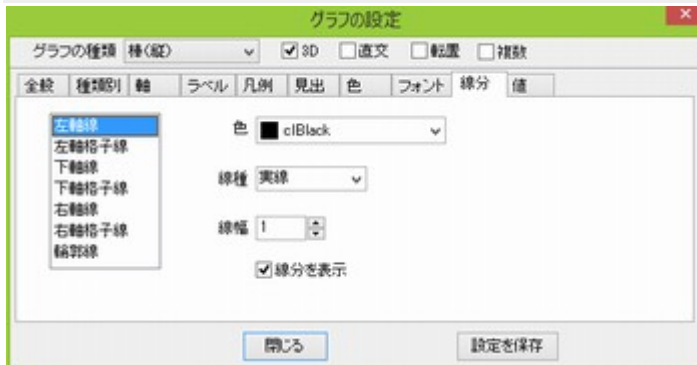 グラフの設定
グラフの種類 棒(縦) 3D 直交 転置 複数
全般 種類別 軸 ラベル 凡例 見出 色 フォント 線分 値
左軸線
左軸格子線
下軸線
下軸格子線
右軸線
右軸格子線
輪郭線
色 clBlack
線種 実線
線幅 1
線分を表示
閉じる 設定を保存